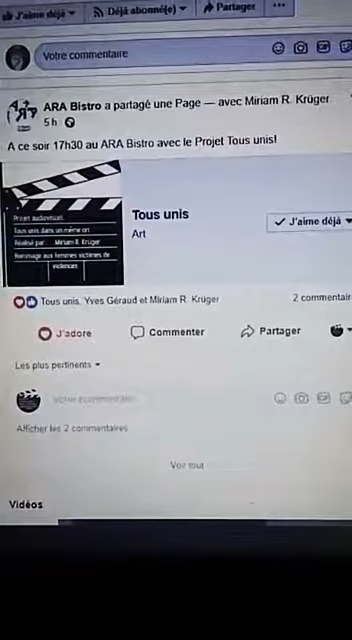 J'aime déjà
Déjà abonné(e)
Partager
Votre commentaire
ARA Bistro a partagé une Page — avec Miriam R. Krüger.
5 h
A ce soir 17h30 au ARA Bistro avec le Projet Tous unis!
Projet audiovisuel:
Tous unis dans un même cri
Réalisé par: Miriam R. Krüger
Hommage aux femmes victimes de
violences
Tous unis
Art
J'aime déjà
Tous unis, Yves Géraud et Miriam R. Krüger
2 commentair
J'adore
Commenter
Partager
Les plus pertinents
Votre commentaire
Afficher les 2 commentaires
Voir tout
Vidéos